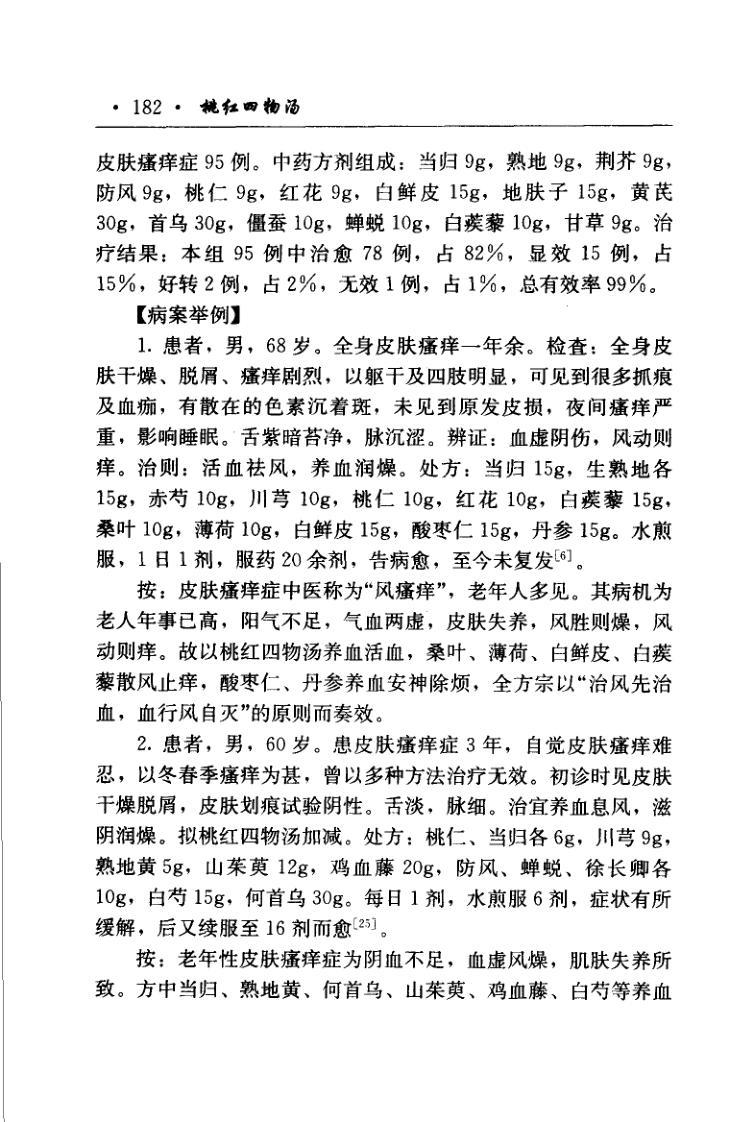 · 182 · 桃红四物汤
皮肤瘙痒症 95 例。中药方剂组成：当归 9g，熟地 9g，荆芥 9g，
防风 9g，桃仁 9g，红花 9g，白鲜皮 15g，地肤子 15g，黄芪
30g，首乌 30g，僵蚕 10g，蝉蜕 10g，白蒺藜 10g，甘草 9g。治
疗结果：本组 95 例中治愈 78 例，占 82%，显效 15 例，占
15%，好转 2 例，占 2%，无效 1 例，占 1%，总有效率 99%。
【病案举例】
1. 患者，男，68 岁。全身皮肤瘙痒一年余。检查：全身皮
肤干燥、脱屑、瘙痒剧烈，以躯干及四肢明显，可见到很多抓痕
及血痂，有散在的色素沉着斑，未见到原发皮损，夜间瘙痒严
重，影响睡眠。舌紫暗苔净，脉沉涩。辨证：血虚阴伤，风动则
痒。治则：活血祛风，养血润燥。处方：当归 15g，生熟地各
15g，赤芍 10g，川芎 10g，桃仁 10g，红花 10g，白蒺藜 15g，
桑叶 10g，薄荷 10g，白鲜皮 15g，酸枣仁 15g，丹参 15g。水煎
服，1 日 1 剂，服药 20 余剂，告病愈，至今未复发[6]。
按：皮肤瘙痒症中医称为“风瘙痒”，老年人多见。其病机为
老人年事已高，阳气不足，气血两虚，皮肤失养，风胜则燥，风
动则痒。故以桃红四物汤养血活血，桑叶、薄荷、白鲜皮、白蒺
藜散风止痒，酸枣仁、丹参养血安神除烦，全方宗以“治风先治
血，血行风自灭”的原则而奏效。
2. 患者，男，60 岁。患皮肤瘙痒症 3 年，自觉皮肤瘙痒难
忍，以冬春季瘙痒为甚，曾以多种方法治疗无效。初诊时见皮肤
干燥脱屑，皮肤划痕试验阴性。舌淡，脉细。治宜养血息风，滋
阴润燥。拟桃红四物汤加减。处方：桃仁、当归各 6g，川芎 9g，
熟地黄 5g，山茱萸 12g，鸡血藤 20g，防风、蝉蜕、徐长卿各
10g，白芍 15g，何首乌 30g。每日 1 剂，水煎服 6 剂，症状有所
缓解，后又续服至 16 剂而愈[25]。
按：老年性皮肤瘙痒症为阴血不足，血虚风燥，肌肤失养所
致。方中当归、熟地黄、何首乌、山茱萸、鸡血藤、白芍等养血